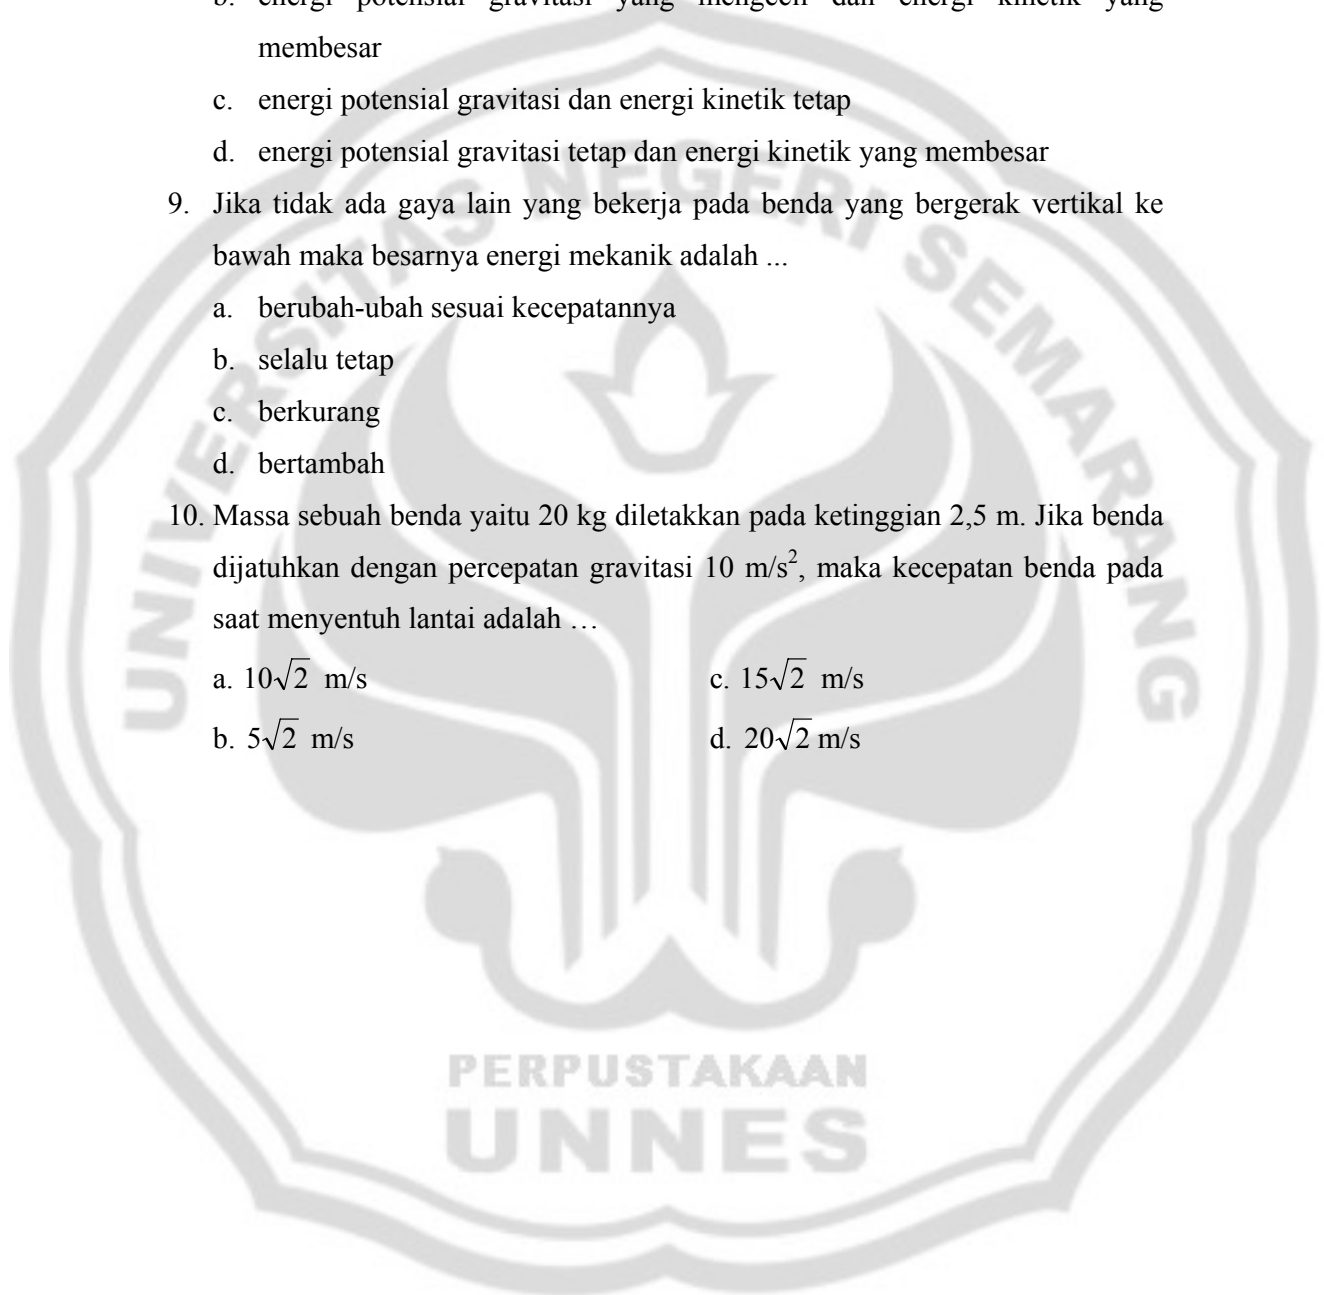 b. energi potensial gravitasi yang mengecil dan energi kinetik yang
membesar
c. energi potensial gravitasi dan energi kinetik tetap
d. energi potensial gravitasi tetap dan energi kinetik yang membesar
9. Jika tidak ada gaya lain yang bekerja pada benda yang bergerak vertikal ke
bawah maka besarnya energi mekanik adalah ...
a. berubah-ubah sesuai kecepatannya
b. selalu tetap
c. berkurang
d. bertambah
10. Massa sebuah benda yaitu 20 kg diletakkan pada ketinggian 2,5 m. Jika benda
dijatuhkan dengan percepatan gravitasi 10 m/s², maka kecepatan benda pada
saat menyentuh lantai adalah …
a. 10√2 m/s c. 15√2 m/s
b. 5√2 m/s d. 20√2 m/s
UNIVERSITAS NEGERI SEMARANG
PERPUSTAKAAN
UNNES